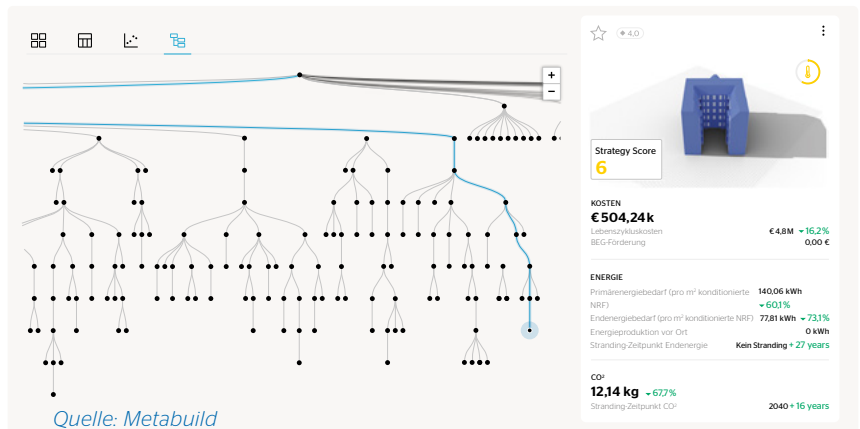 4,0
+
−
Strategy Score
6
KOSTEN
€ 504,24k
Lebenszykluskosten € 4,8M 16,2%
BEG-Förderung 0,00 €
ENERGIE
Primärenergiebedarf (pro m² konditionierte 140,06 kWh
NRF) 60,1%
Endenergiebedarf (pro m² konditionierte NRF) 77,81 kWh 73,1%
Energieproduktion vor Ort 0 kWh
Stranding-Zeitpunkt Endenergie Kein Stranding + 27 years
CO²
12,14 kg 67,7%
Stranding-Zeitpunkt CO² 2040 + 16 years
Quelle: Metabuild